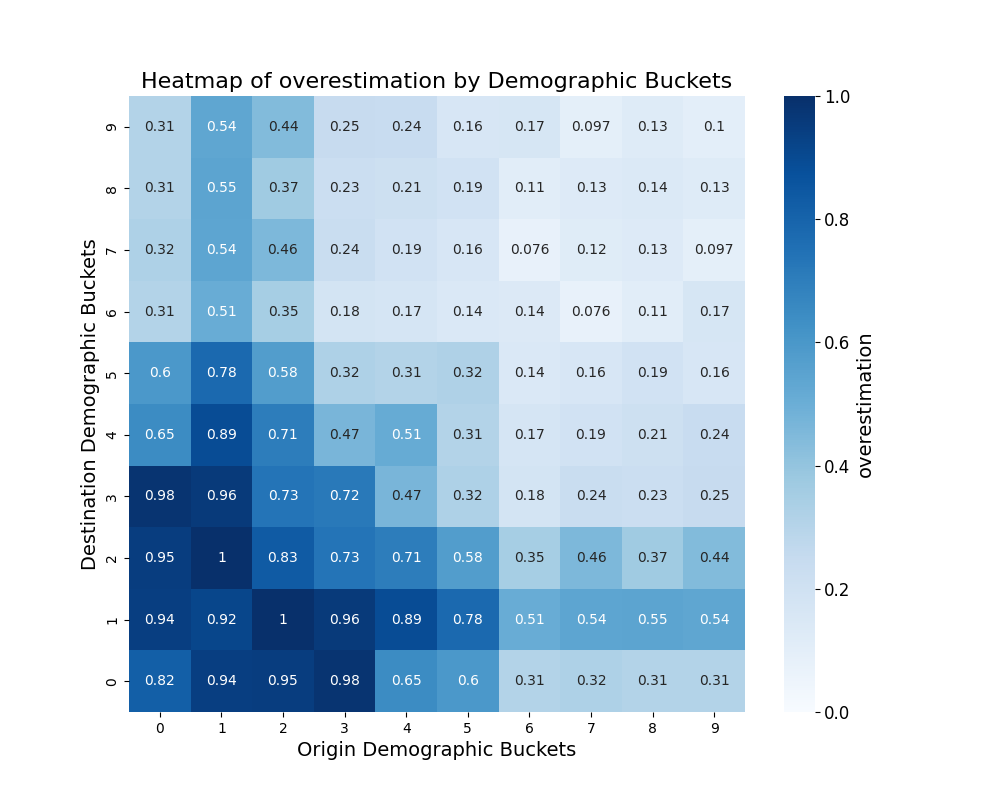 Heatmap of overestimation by Demographic Buckets
Destination Demographic Buckets
9 0.31 0.54 0.44 0.25 0.24 0.16 0.17 0.097 0.13 0.1
8 0.31 0.55 0.37 0.23 0.21 0.19 0.11 0.13 0.14 0.13
7 0.32 0.54 0.46 0.24 0.19 0.16 0.076 0.12 0.13 0.097
6 0.31 0.51 0.35 0.18 0.17 0.14 0.14 0.076 0.11 0.17
5 0.6 0.78 0.58 0.32 0.31 0.32 0.14 0.16 0.19 0.16
4 0.65 0.89 0.71 0.47 0.51 0.31 0.17 0.19 0.21 0.24
3 0.98 0.96 0.73 0.72 0.47 0.32 0.18 0.24 0.23 0.25
2 0.95 1 0.83 0.73 0.71 0.58 0.35 0.46 0.37 0.44
1 0.94 0.92 1 0.96 0.89 0.78 0.51 0.54 0.55 0.54
0 0.82 0.94 0.95 0.98 0.65 0.6 0.31 0.32 0.31 0.31
0 1 2 3 4 5 6 7 8 9
Origin Demographic Buckets
1.0
0.8
0.6
0.4
0.2
0.0
overestimation